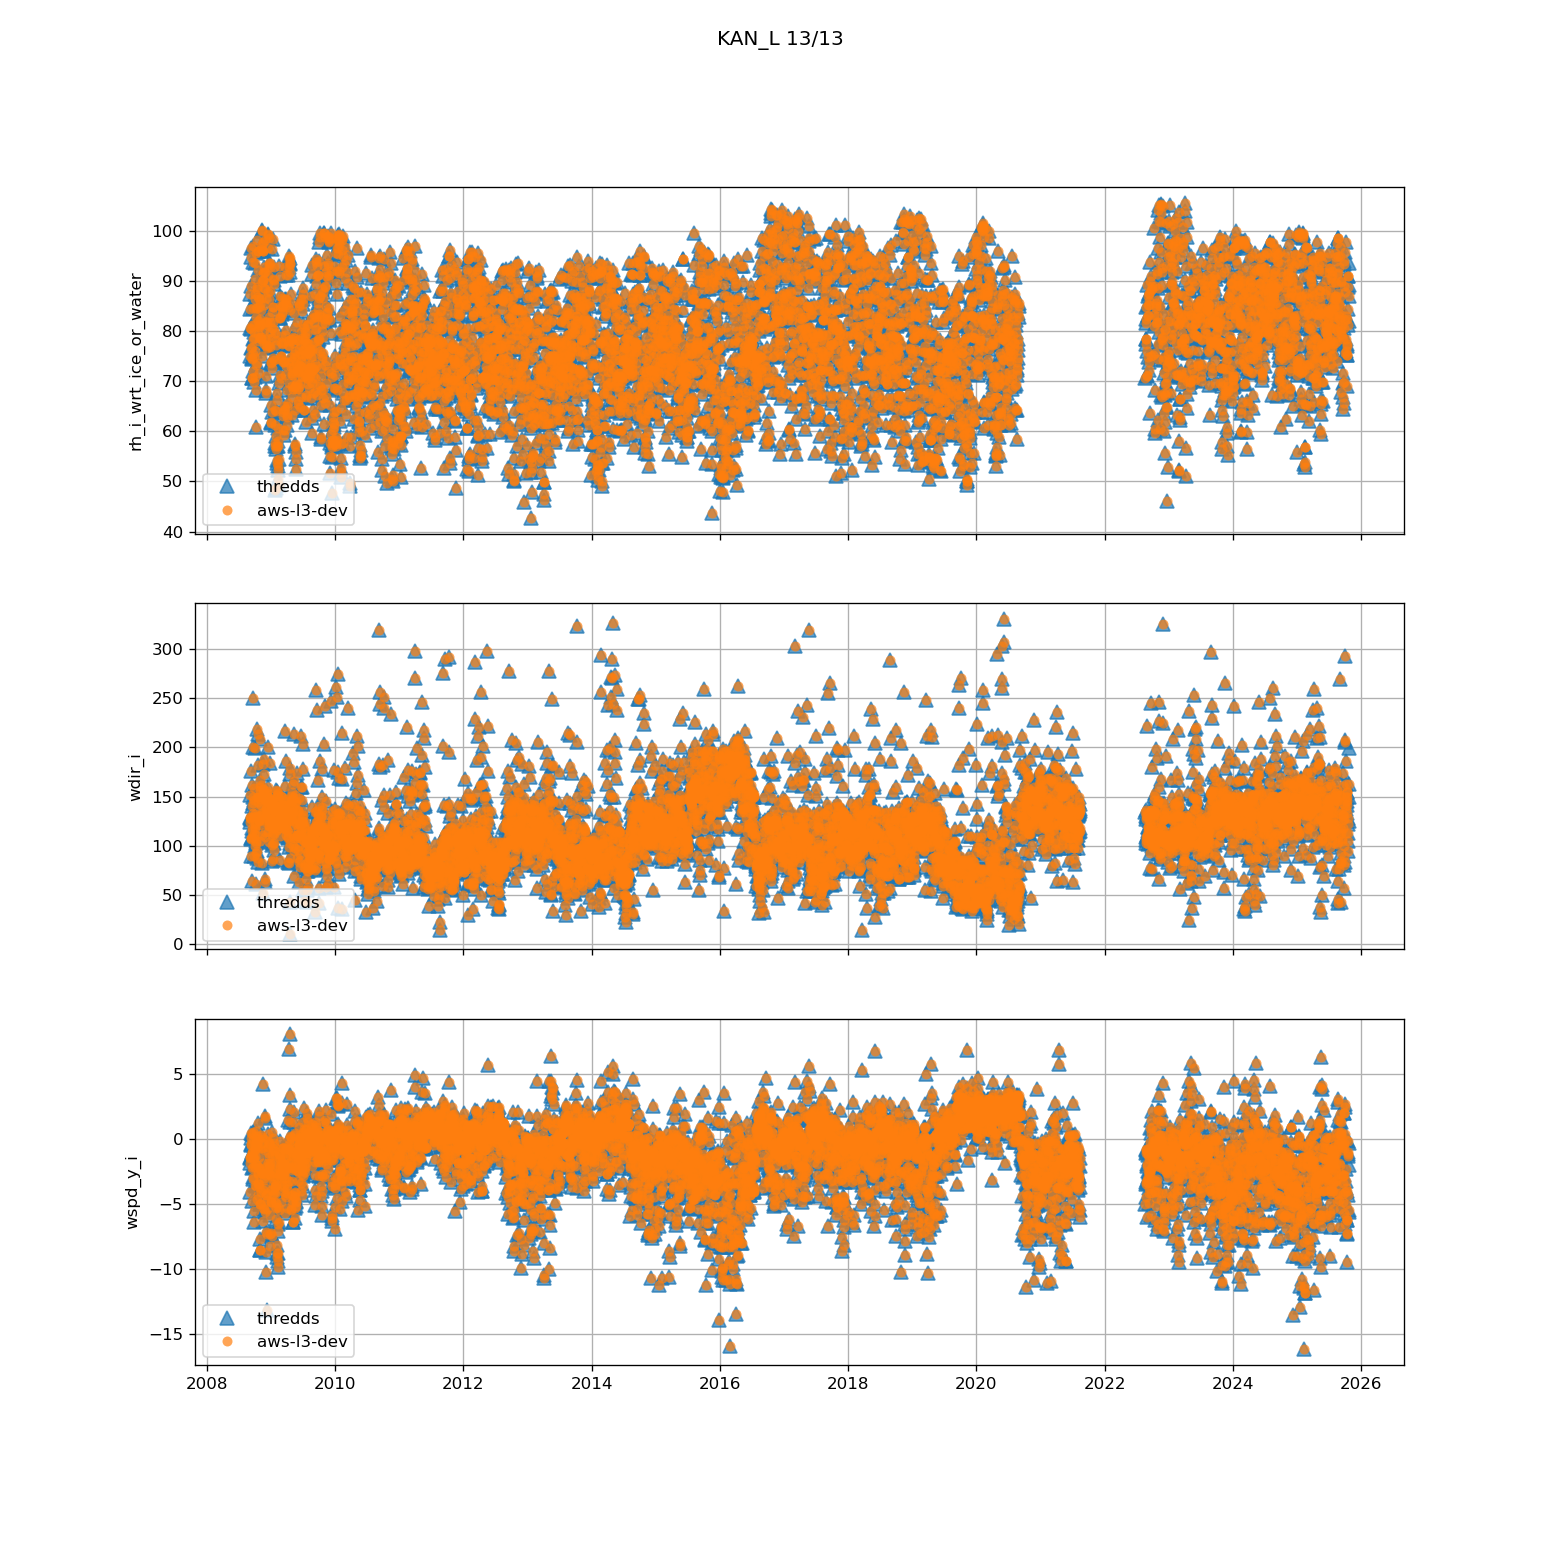 KAN_L 13/13
100
90
80
70
60
50
40
rh_i_wrt_ice_or_water
thredds
aws-l3-dev
300
250
200
150
100
50
0
wdir_i
thredds
aws-l3-dev
5
0
−5
−10
−15
wspd_y_i
thredds
aws-l3-dev
2008 2010 2012 2014 2016 2018 2020 2022 2024 2026